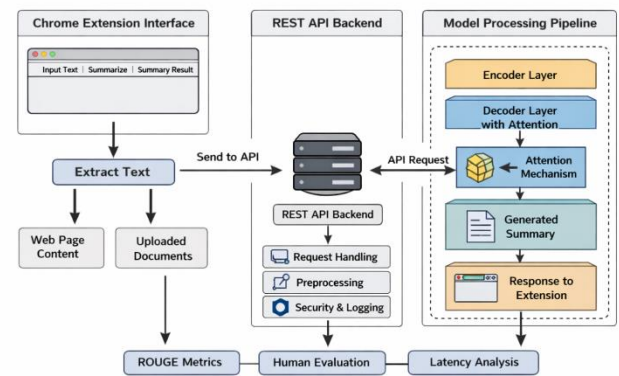 Chrome Extension Interface
Input Text | Summarize | Summary Result
Extract Text
Web Page
Content
Uploaded
Documents
Send to API
REST API Backend
REST API Backend
Request Handling
Preprocessing
Security & Logging
API Request
Model Processing Pipeline
Encoder Layer
Decoder Layer
with Attention
Attention
Mechanism
Generated
Summary
Response to
Extension
ROUGE Metrics
Human Evaluation
Latency Analysis